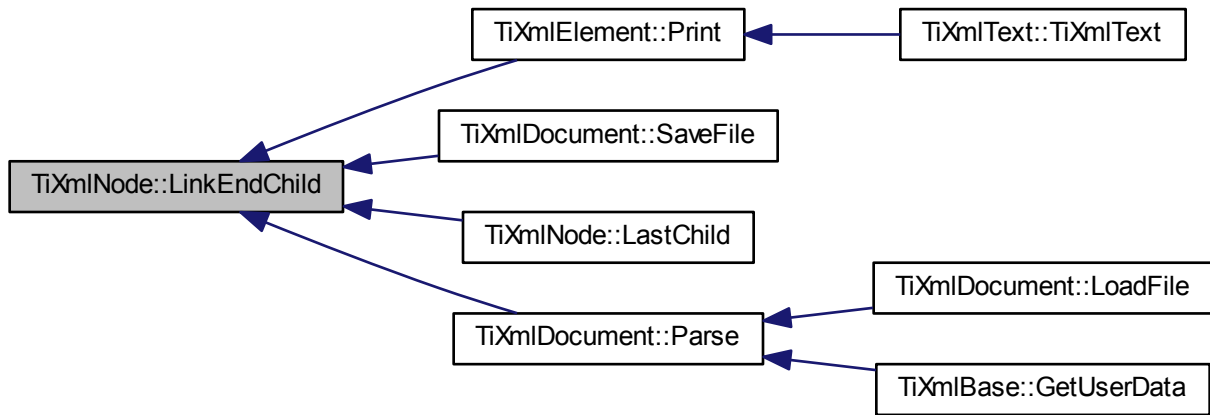 TiXmlElement::Print
TiXmlText::TiXmlText
TiXmlDocument::SaveFile
TiXmlNode::LinkEndChild
TiXmlNode::LastChild
TiXmlDocument::LoadFile
TiXmlDocument::Parse
TiXmlBase::GetUserData